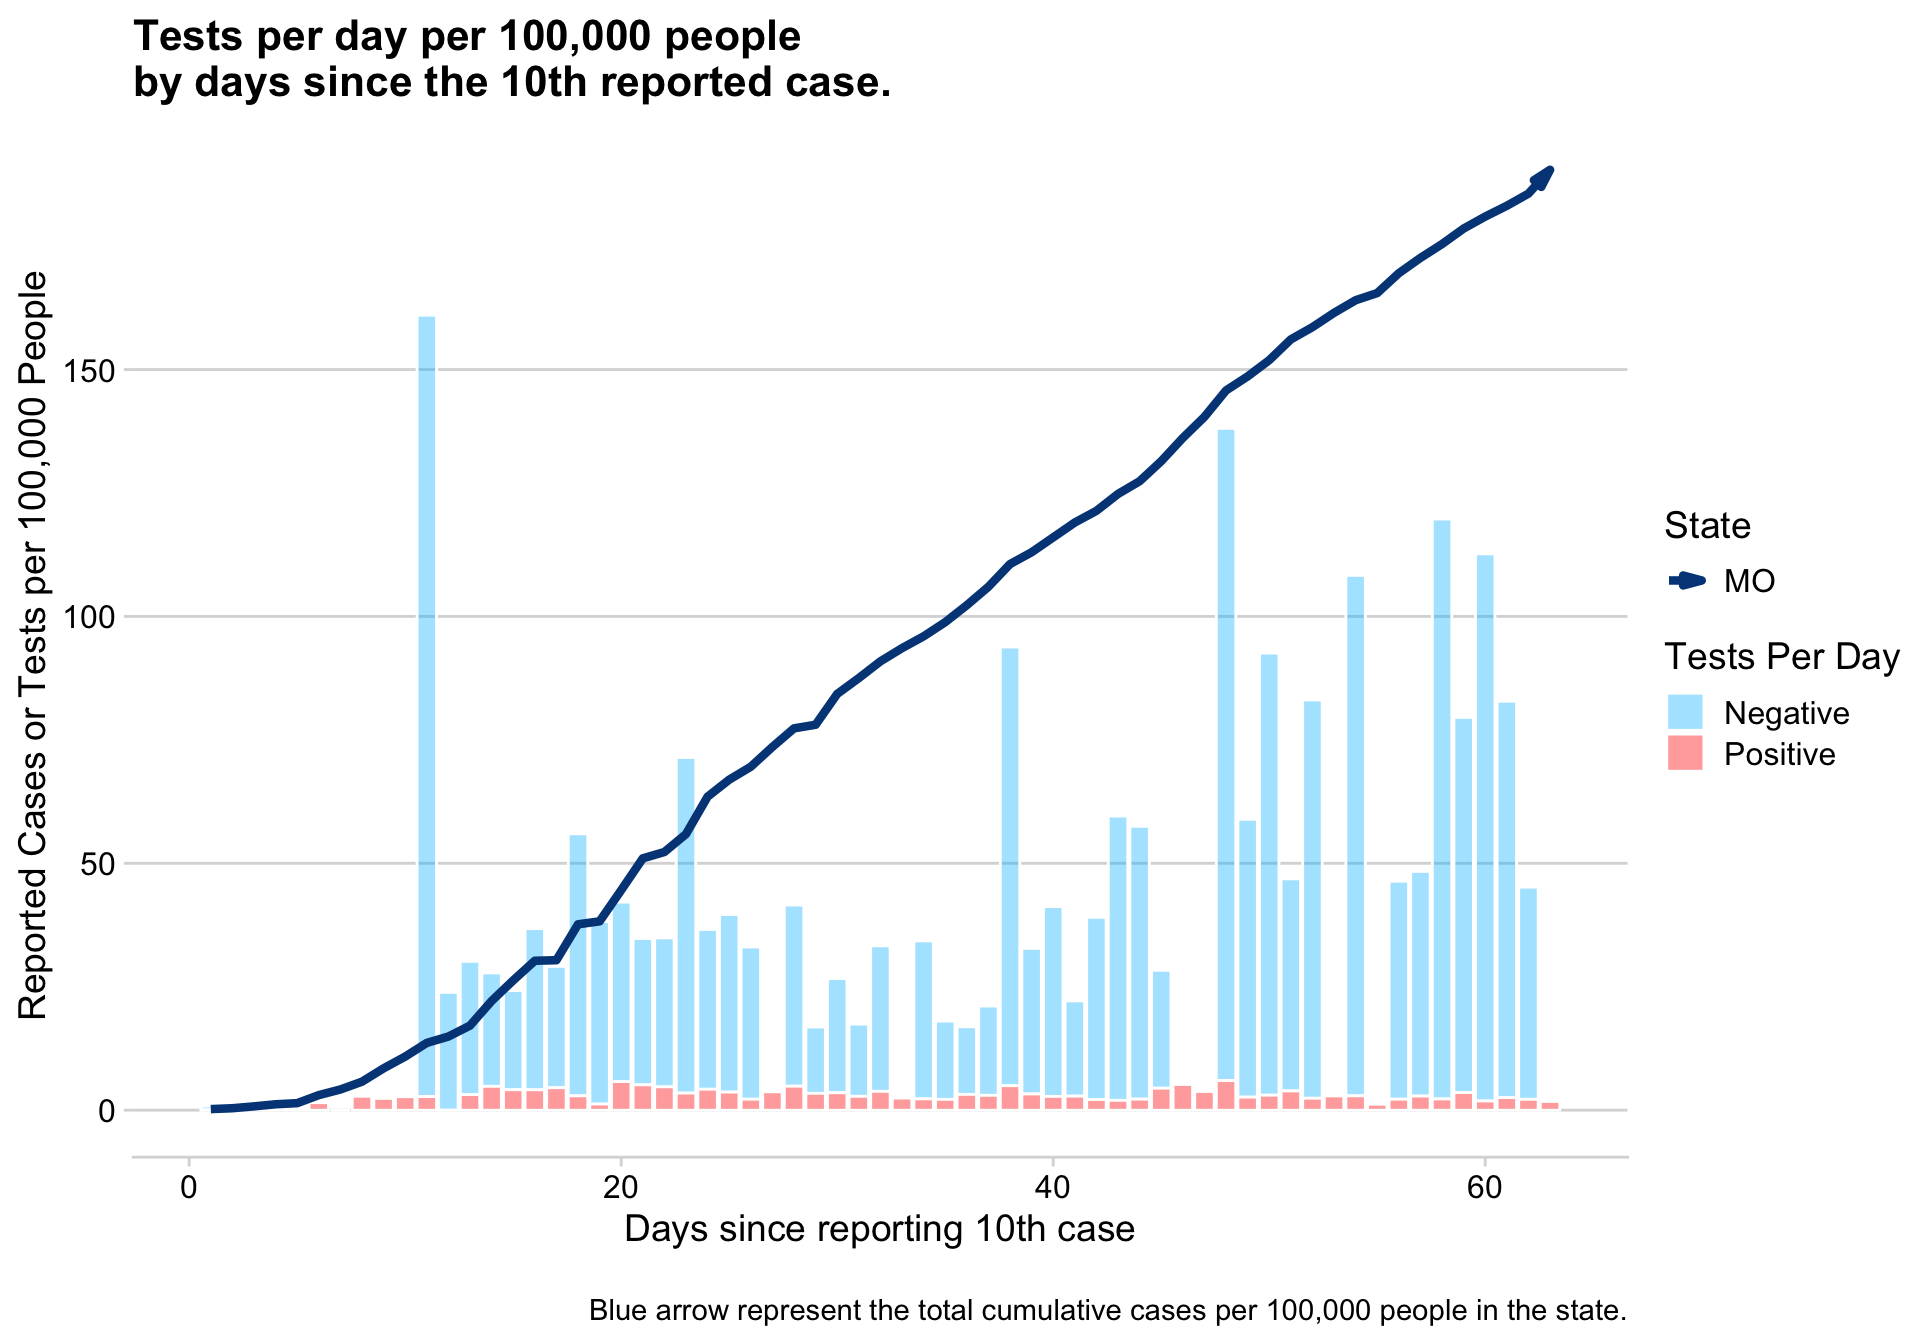 Tests per day per 100,000 people
by days since the 10th reported case.
Reported Cases or Tests per 100,000 People
150
100
50
0
0
20
40
60
Days since reporting 10th case
State
MO
Tests Per Day
Negative
Positive
Blue arrow represent the total cumulative cases per 100,000 people in the state.